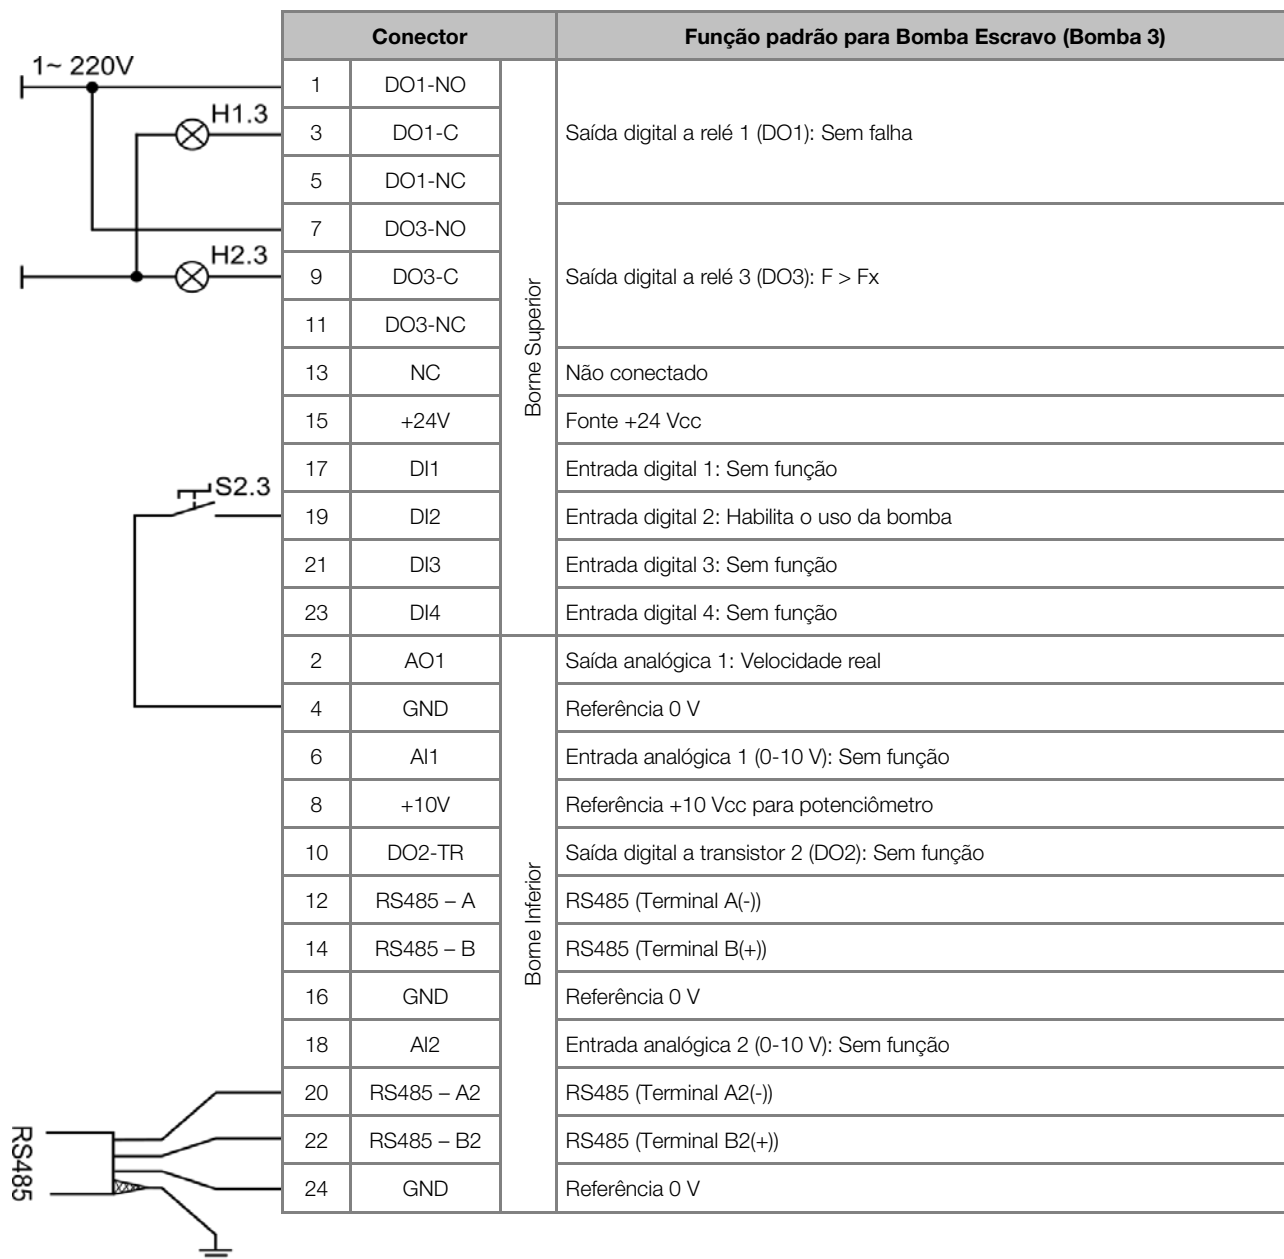 Conector Função padrão para Bomba Escravo (Bomba 3)
1~ 220V
1 DO1-NO
H1.3
3 DO1-C Saída digital a relé 1 (DO1): Sem falha
5 DO1-NC
7 DO3-NO
H2.3
9 DO3-C Saída digital a relé 3 (DO3): F > Fx
11 DO3-NC
Borne Superior
13 NC Não conectado
15 +24V Fonte +24 Vcc
17 DI1 Entrada digital 1: Sem função
S2.3
19 DI2 Entrada digital 2: Habilita o uso da bomba
21 DI3 Entrada digital 3: Sem função
23 DI4 Entrada digital 4: Sem função
2 AO1 Saída analógica 1: Velocidade real
4 GND Referência 0 V
6 AI1 Entrada analógica 1 (0-10 V): Sem função
8 +10V Referência +10 Vcc para potenciômetro
10 DO2-TR Saída digital a transistor 2 (DO2): Sem função
Borne Inferior
12 RS485 – A RS485 (Terminal A(-))
14 RS485 – B RS485 (Terminal B(+))
16 GND Referência 0 V
18 AI2 Entrada analógica 2 (0-10 V): Sem função
20 RS485 – A2 RS485 (Terminal A2(-))
22 RS485 – B2 RS485 (Terminal B2(+))
RS485
24 GND Referência 0 V